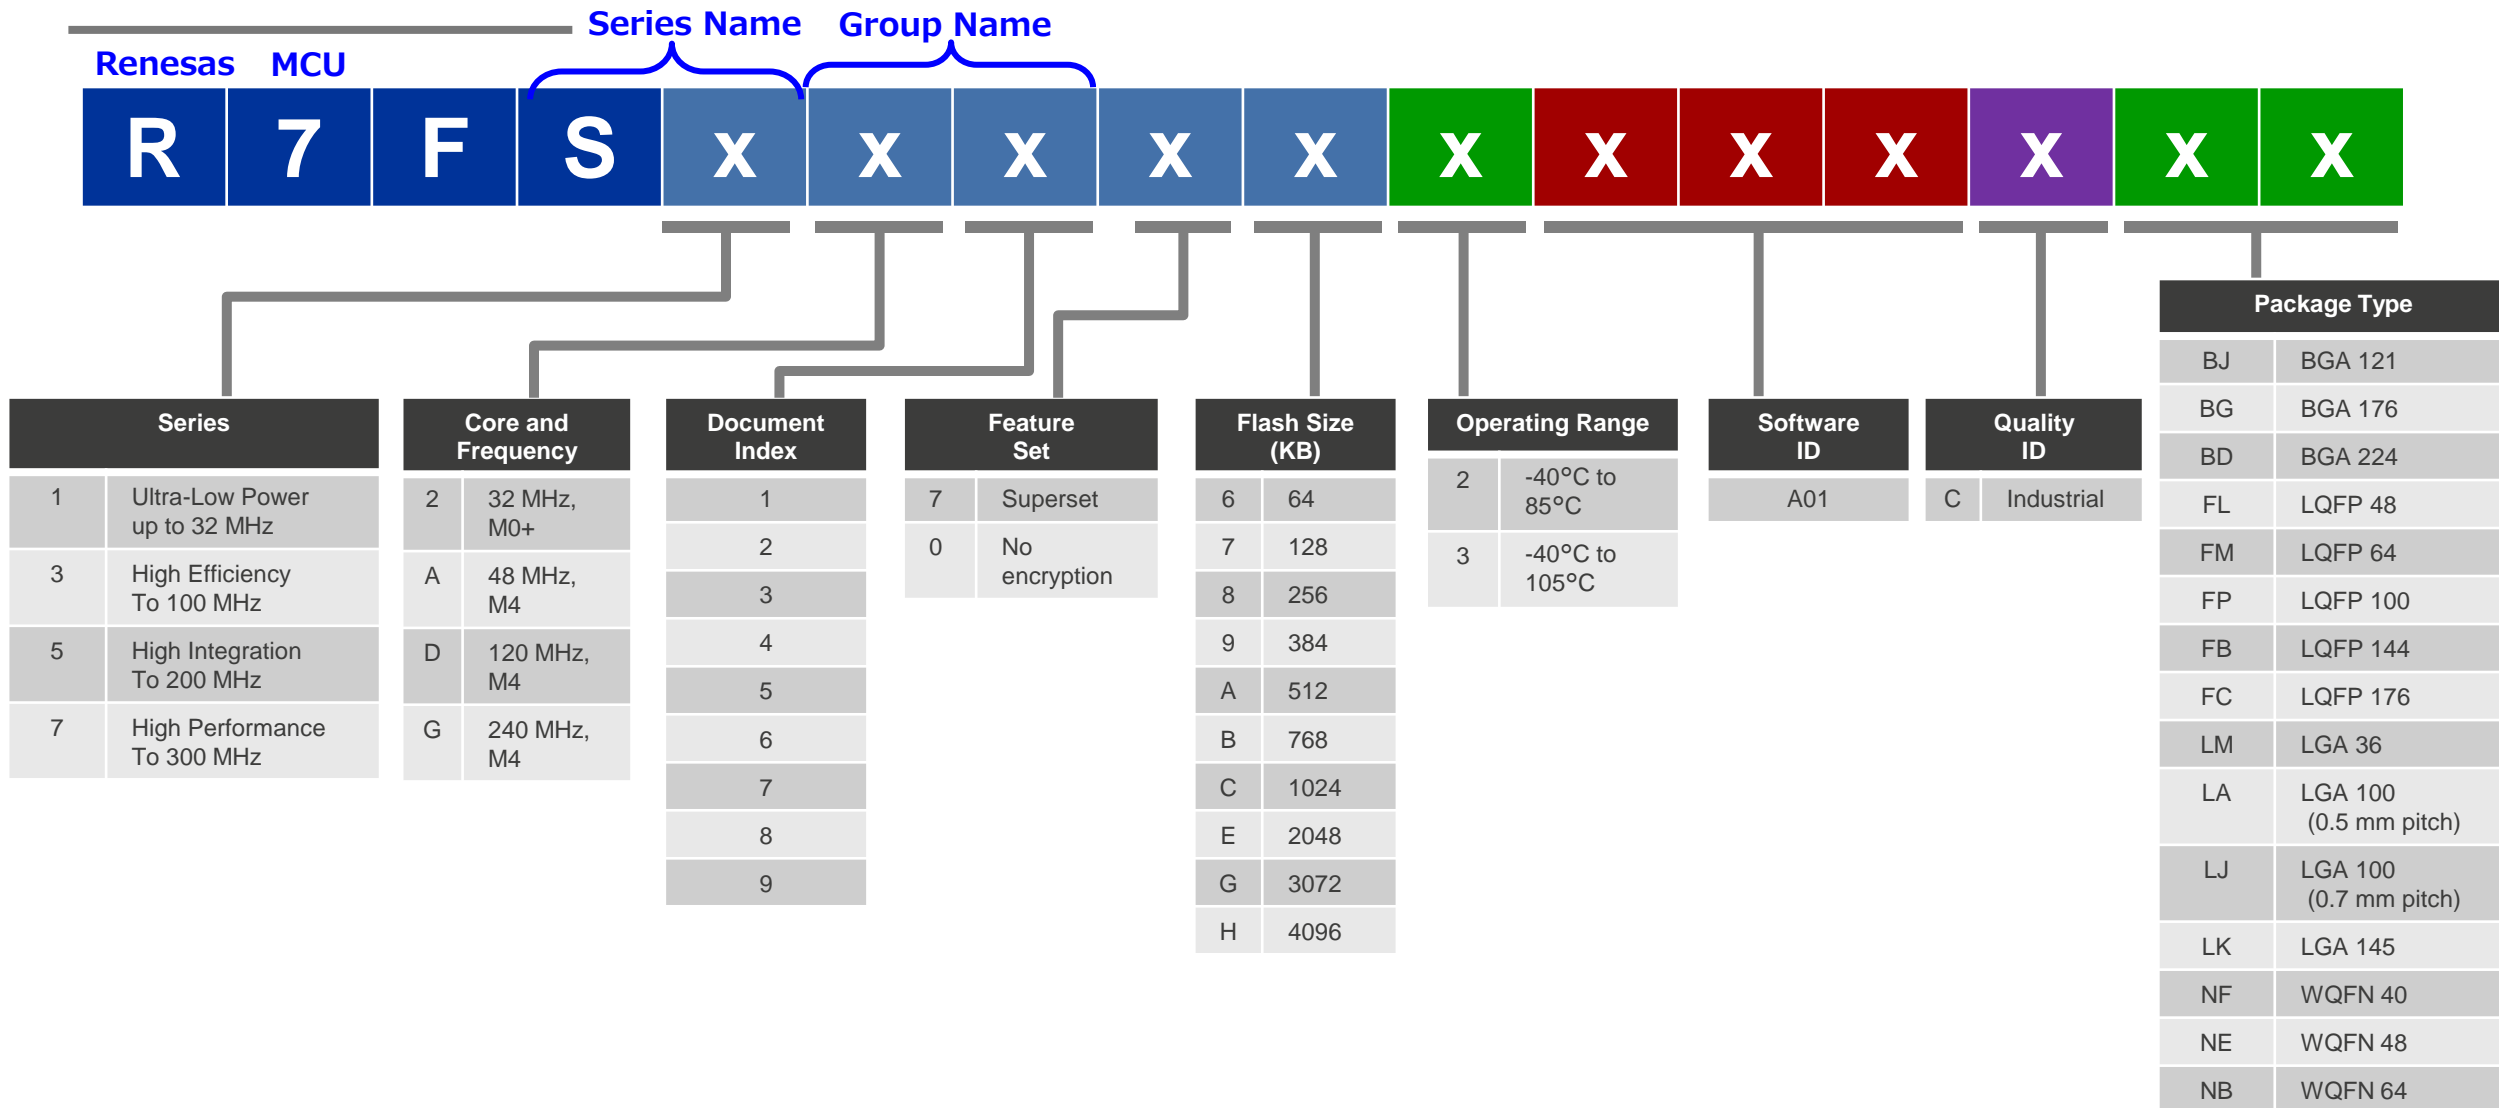 Series Name Group Name
Renesas MCU
R 7 F S x x x x x x x x x x x x
Package Type
BJ BGA 121
BG BGA 176
BD BGA 224
FL LQFP 48
FM LQFP 64
FP LQFP 100
FB LQFP 144
FC LQFP 176
LM LGA 36
LA LGA 100
(0.5 mm pitch)
LJ LGA 100
(0.7 mm pitch)
LK LGA 145
NF WQFN 40
NE WQFN 48
NB WQFN 64
Series
1 Ultra-Low Power
up to 32 MHz
3 High Efficiency
To 100 MHz
5 High Integration
To 200 MHz
7 High Performance
To 300 MHz
Core and
Frequency
2 32 MHz,
M0+
A 48 MHz,
M4
D 120 MHz,
M4
G 240 MHz,
M4
Document
Index
1
2
3
4
5
6
7
8
9
Feature
Set
7 Superset
0 No
encryption
Flash Size
(KB)
6 64
7 128
8 256
9 384
A 512
B 768
C 1024
E 2048
G 3072
H 4096
Operating Range
2 -40°C to
85°C
3 -40°C to
105°C
Software
ID
A01
Quality
ID
C Industrial